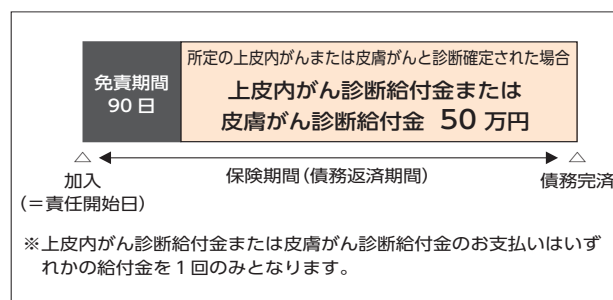 所定の上皮内がんまたは皮膚がんと診断確定された場合
免責期間
90 日
上皮内がん診断給付金または
皮膚がん診断給付金 50 万円
加入
(=責任開始日)
保険期間(債務返済期間)
債務完済
※上皮内がん診断給付金または皮膚がん診断給付金のお支払いはいず
れかの給付金を1回のみとなります。